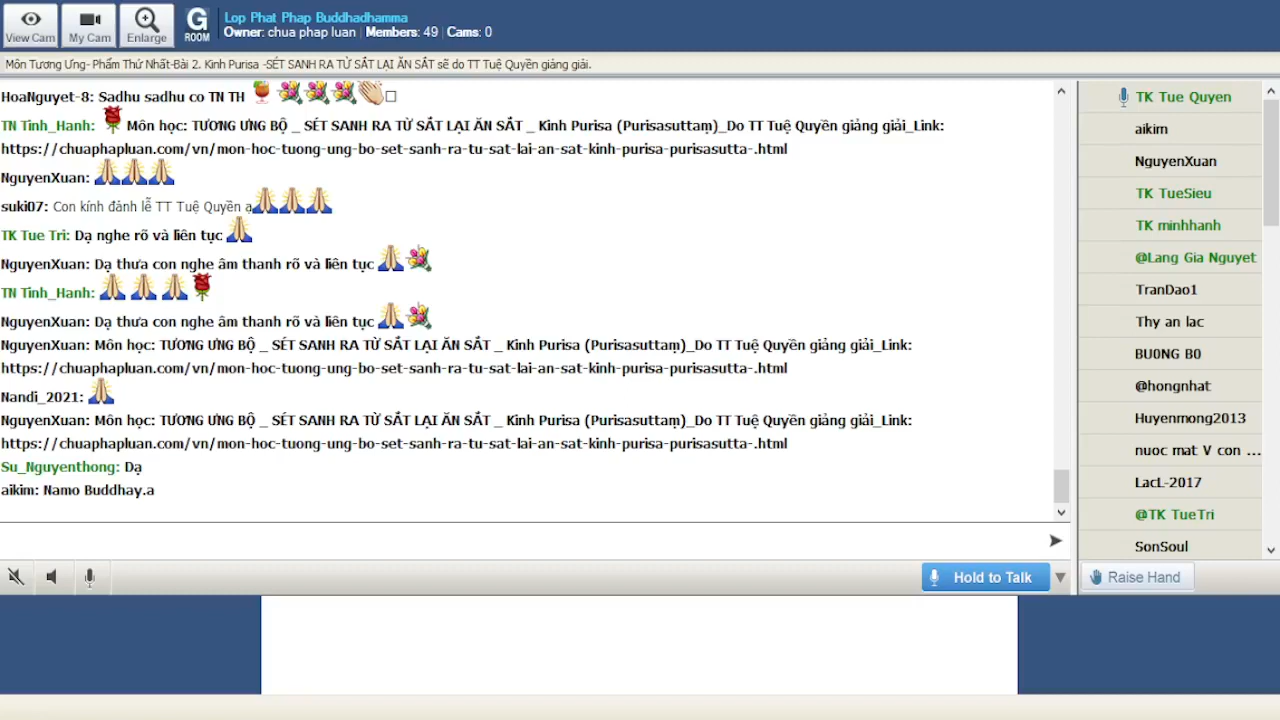 View Cam
My Cam
Enlarge
G
ROOM
Lop Phat Phap Buddhadhamma
Owner: chua phap luan | Members: 49 | Cams: 0
Môn Tương Ưng- Phẩm Thứ Nhất-Bài 2. Kinh Purisa -SÉT SANH RA TỪ SẮT LẠI ĂN SẮT sẽ do TT Tuệ Quyền giảng giải.
HoaNguyet-8: Sadhu sadhu co TN TH
TN Tinh_Hanh: Môn học: TƯƠNG ƯNG BỘ _ SÉT SANH RA TỪ SẮT LẠI ĂN SẮT _ Kinh Purisa (Purisasuttaṃ)_Do TT Tuệ Quyền giảng giải_Link:
https://chuaphapluan.com/vn/mon-hoc-tuong-ung-bo-set-sanh-ra-tu-sat-lai-an-sat-kinh-purisa-purisasutta-.html
NguyenXuan:
suki07: Con kính đảnh lễ TT Tuệ Quyền ạ
TK Tue Tri: Dạ nghe rõ và liên tục
NguyenXuan: Dạ thưa con nghe âm thanh rõ và liên tục
TN Tinh_Hanh:
NguyenXuan: Dạ thưa con nghe âm thanh rõ và liên tục
NguyenXuan: Môn học: TƯƠNG ƯNG BỘ _ SÉT SANH RA TỪ SẮT LẠI ĂN SẮT _ Kinh Purisa (Purisasuttaṃ)_Do TT Tuệ Quyền giảng giải_Link:
https://chuaphapluan.com/vn/mon-hoc-tuong-ung-bo-set-sanh-ra-tu-sat-lai-an-sat-kinh-purisa-purisasutta-.html
Nandi_2021:
NguyenXuan: Môn học: TƯƠNG ƯNG BỘ _ SÉT SANH RA TỪ SẮT LẠI ĂN SẮT _ Kinh Purisa (Purisasuttaṃ)_Do TT Tuệ Quyền giảng giải_Link:
https://chuaphapluan.com/vn/mon-hoc-tuong-ung-bo-set-sanh-ra-tu-sat-lai-an-sat-kinh-purisa-purisasutta-.html
Su_Nguyenthong: Dạ
aikim: Namo Buddhay.a
Hold to Talk
TK Tue Quyen
aikim
NguyenXuan
TK TueSieu
TK minhhanh
@Lang Gia Nguyet
TranDao1
Thy an lac
BU0NG B0
@hongnhat
Huyenmong2013
nuoc mat V con ...
LacL-2017
@TK TueTri
SonSoul
Raise Hand